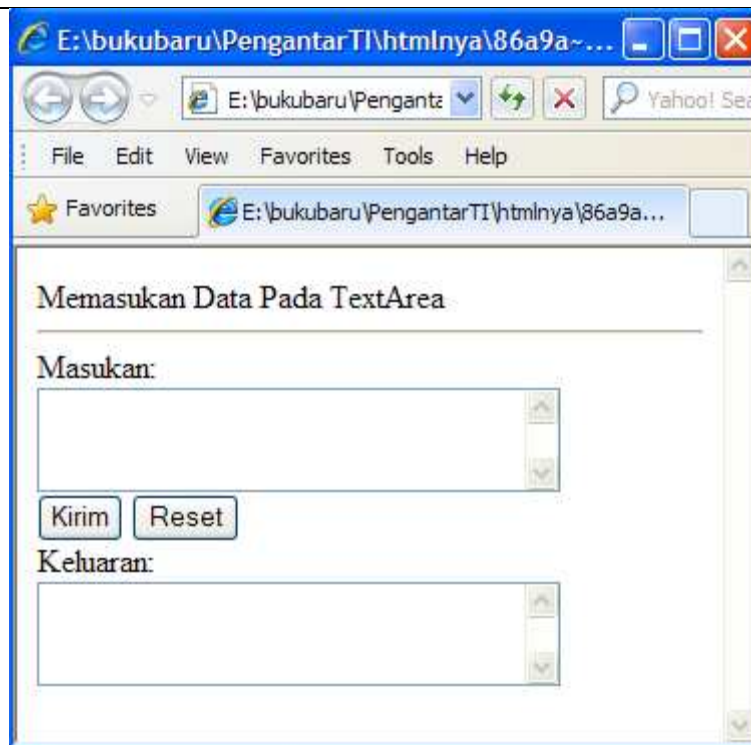 E:\bukubaru\PengantarTI\htmlnya\86a9a~...
E:\bukubaru\Penganta
Yahoo! Sea
File Edit View Favorites Tools Help
Favorites E:\bukubaru\PengantarTI\htmlnya\86a9a...
Memasukan Data Pada TextArea
Masukan:
Kirim Reset
Keluaran: